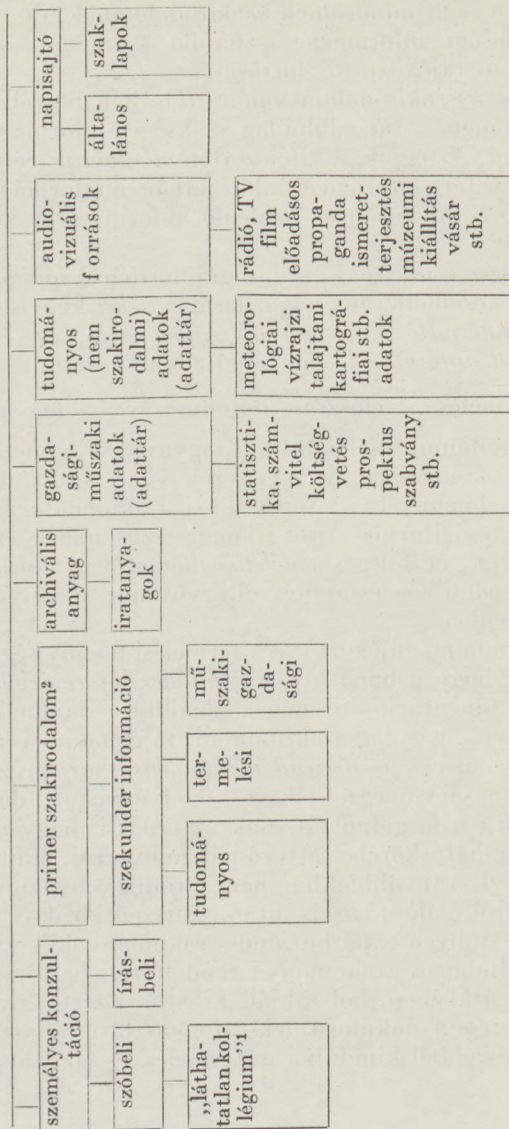 személyes konzul-
táció
szóbeli
írás-
beli
„látha-
tatlan kol-
légium"1
primer szakirodalom²
szekunder információ
tudomá-
nyos
ter-
me-
lési
mű-
szaki-
gaz-
da-
sági
archivális
anyag
iratanya-
gok
gazda-
sági-
műszaki
adatok
(adattár)
statiszti-
ka, szám-
vitel
költség-
vetés
pros-
pektus
szabvány
stb.
tudomá-
nyos
(nem
szakiro-
dalmi)
adatok
(adattár)
meteoro-
lógiai
vízrajzi
talajtani
kartográ-
fiai stb.
adatok
audio-
vizuális
f orrások
rádió, TV
film
előadásos
propa-
ganda
ismeret-
terjesztés
múzeumi
kiállítás
vásár
stb.
napisajtó
álta-
lános
szak-
lapok